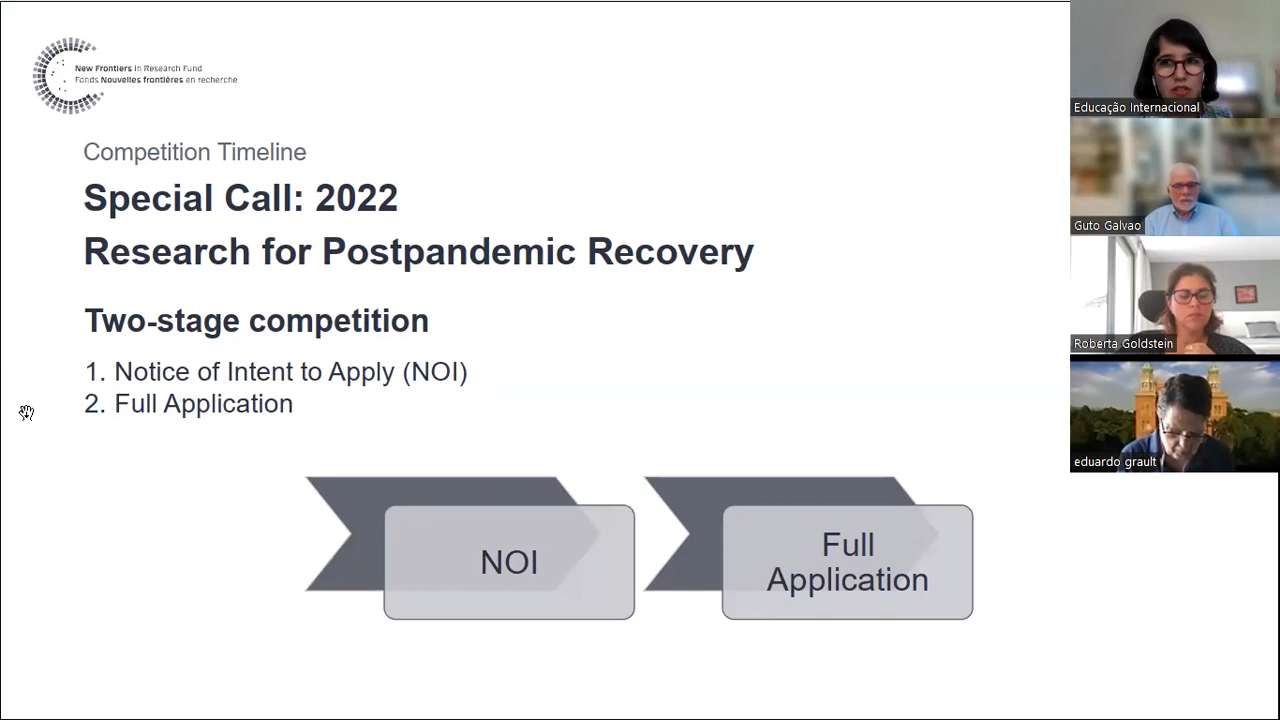 New Frontiers in Research Fund
Fonds Nouvelles frontières en recherche
Competition Timeline
Special Call: 2022
Research for Postpandemic Recovery
Two-stage competition
1. Notice of Intent to Apply (NOI)
2. Full Application
NOI
Full
Application
Educação Internacional
Guto Galvao
Roberta Goldstein
eduardo grault